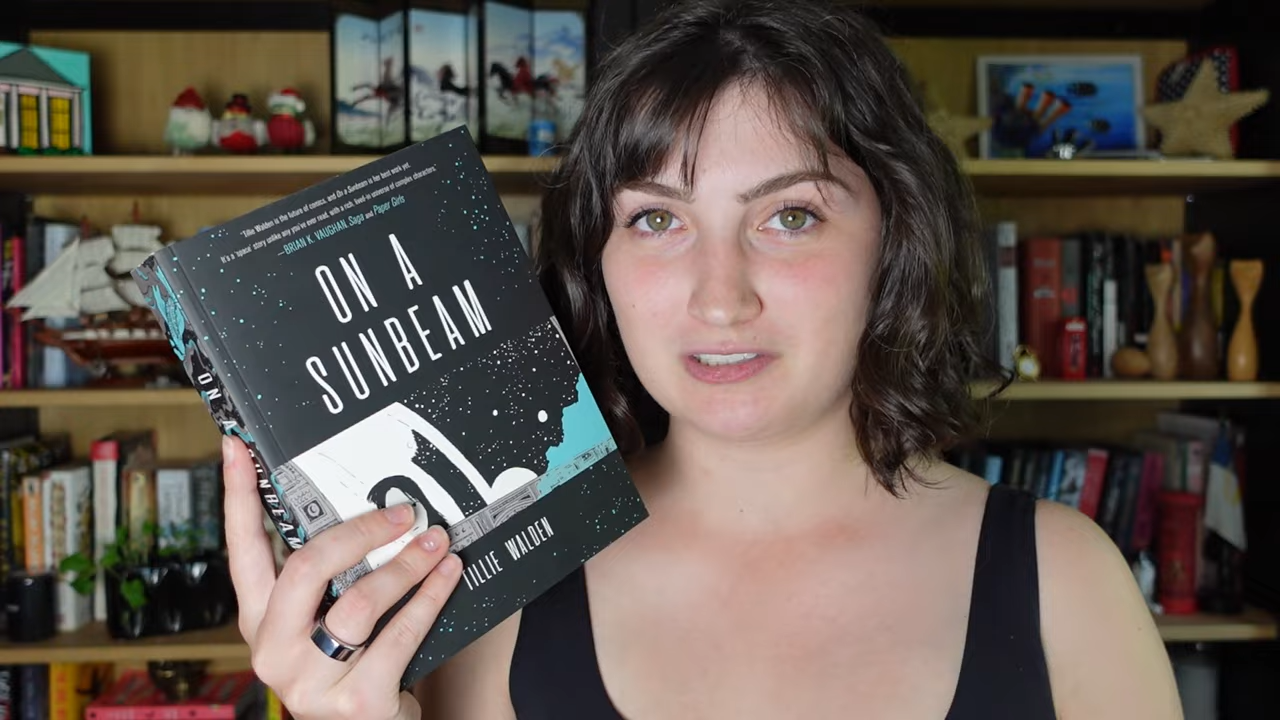 "Tillie Walden is the future of comics, and On a Sunbeam is her best work yet.
It's a 'space' story unlike any you've ever read, with a rich, lived-in universe of complex characters."
—BRIAN K. VAUGHAN, Saga and Paper Girls
ON A
SUNBEAM
TILLIE WALDEN
ON A SUNBEAM